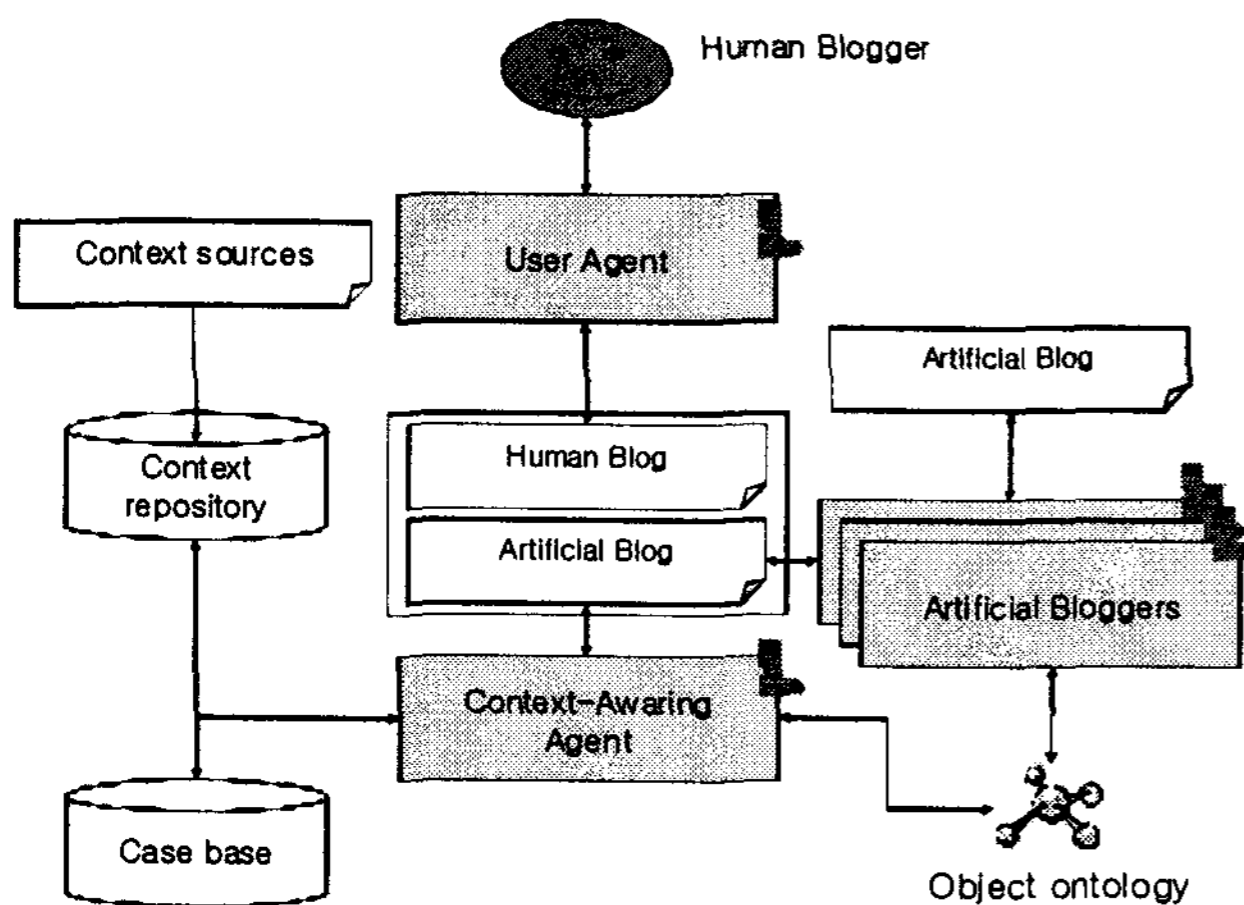 Human Blogger
User Agent
Context sources
Artificial Blog
Human Blog
Context
repository
Artificial Blog
Artificial Bloggers
Context-Awaring
Agent
Case base
Object ontology